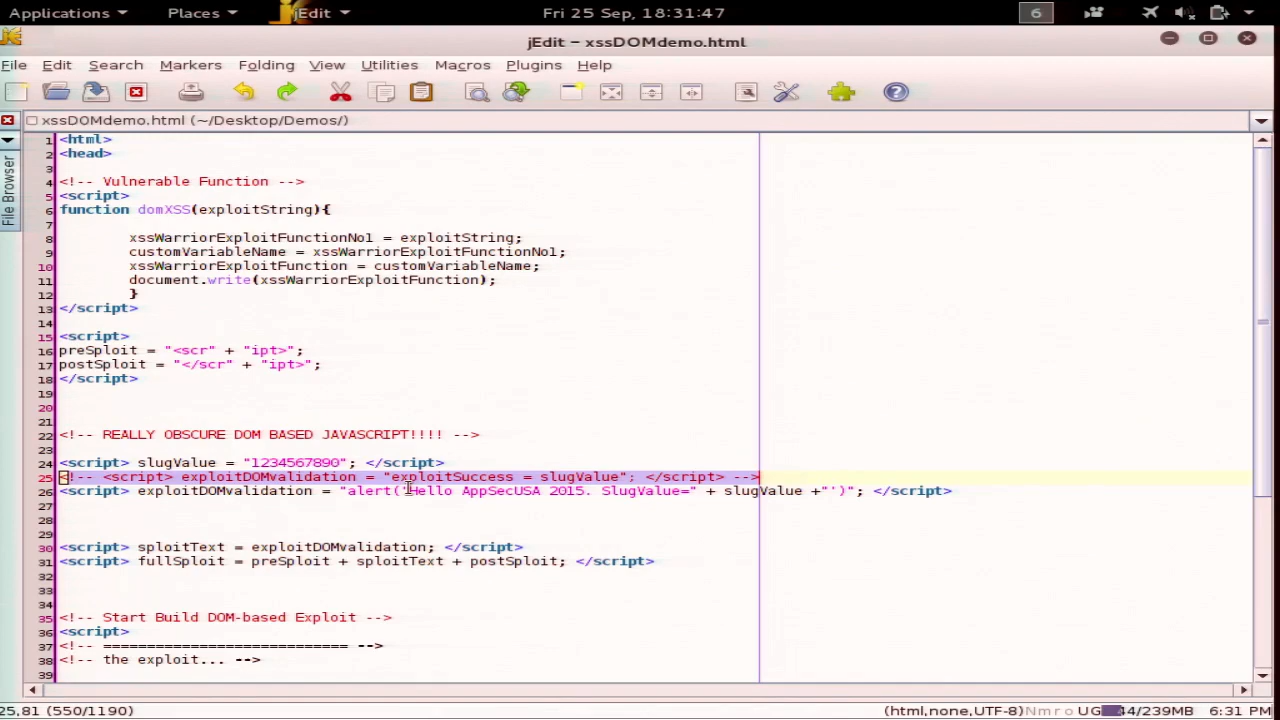 Applications Places jEdit Fri 25 Sep, 18:31:47 6
jEdit - xssDOMdemo.html
File Edit Search Markers Folding View Utilities Macros Plugins Help
xssDOMdemo.html (~/Desktop/Demos/)
File Browser
1 <html>
2 <head>
3
4 <!-- Vulnerable Function -->
5 <script>
6 function domXSS(exploitString){
7
8 xssWarriorExploitFunctionNo1 = exploitString;
9 customVariableName = xssWarriorExploitFunctionNo1;
10 xssWarriorExploitFunction = customVariableName;
11 document.write(xssWarriorExploitFunction);
12 }
13 </script>
14
15 <script>
16 preSploit = "<scr" + "ipt>";
17 postSploit = "</scr" + "ipt>";
18 </script>
19
20
21
22 <!-- REALLY OBSCURE DOM BASED JAVASCRIPT!!!! -->
23
24 <script> slugValue = "1234567890"; </script>
25 <!-- <script> exploitDOMvalidation = "exploitSuccess = slugValue"; </script> -->
26 <script> exploitDOMvalidation = "alert('Hello AppSecUSA 2015. SlugValue=" + slugValue +"')"; </script>
27
28
29
30 <script> sploitText = exploitDOMvalidation; </script>
31 <script> fullSploit = preSploit + sploitText + postSploit; </script>
32
33
34
35 <!-- Start Build DOM-based Exploit -->
36 <script>
37 <!-- ============================ -->
38 <!-- the exploit... -->
39
25,81 (550/1190) (html,none,UTF-8)Nmro UG 44/239MB 6:31 PM